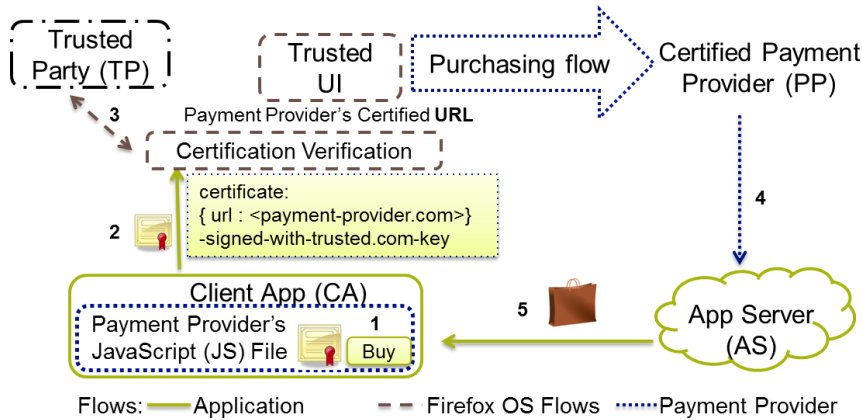 Trusted
Party (TP)
Trusted
UI
Purchasing flow
Certified Payment
Provider (PP)
3
Payment Provider's Certified URL
Certification Verification
certificate:
{ url : <payment-provider.com>}
-signed-with-trusted.com-key
2
4
Client App (CA)
Payment Provider's
JavaScript (JS) File
1
Buy
5
App Server
(AS)
Flows: Application Firefox OS Flows Payment Provider